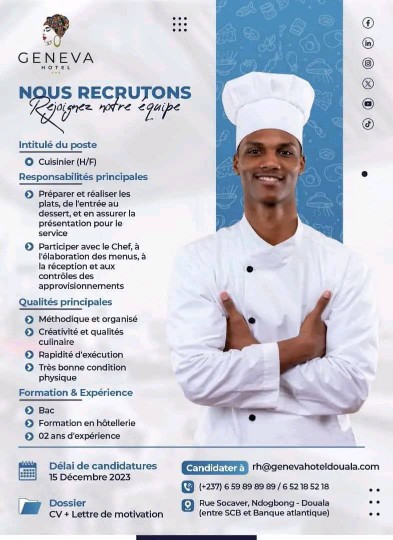 GENEVA
HOTEL
NOUS RECRUTONS
Rejoignez notre équipe
Intitulé du poste
Cuisinier (H/F)
Responsabilités principales
Préparer et réaliser les
plats, de l'entrée au
dessert, et en assurer la
présentation pour le
service
Participer avec le Chef, à
l'élaboration des menus, à
la réception et aux
contrôles des
approvisionnements
Qualités principales
Méthodique et organisé
Créativité et qualités
culinaire
Rapidité d'exécution
Très bonne condition
physique
Formation & Expérience
Bac
Formation en hôtellerie
02 ans d'expérience
Délai de candidatures
15 Décembre 2023
Dossier
CV + Lettre de motivation
Candidater à rh@genevahoteldouala.com
(+237) 6 59 89 89 89 / 6 52 18 52 18
Rue Socaver, Ndogbong - Douala
(entre SCB et Banque atlantique)